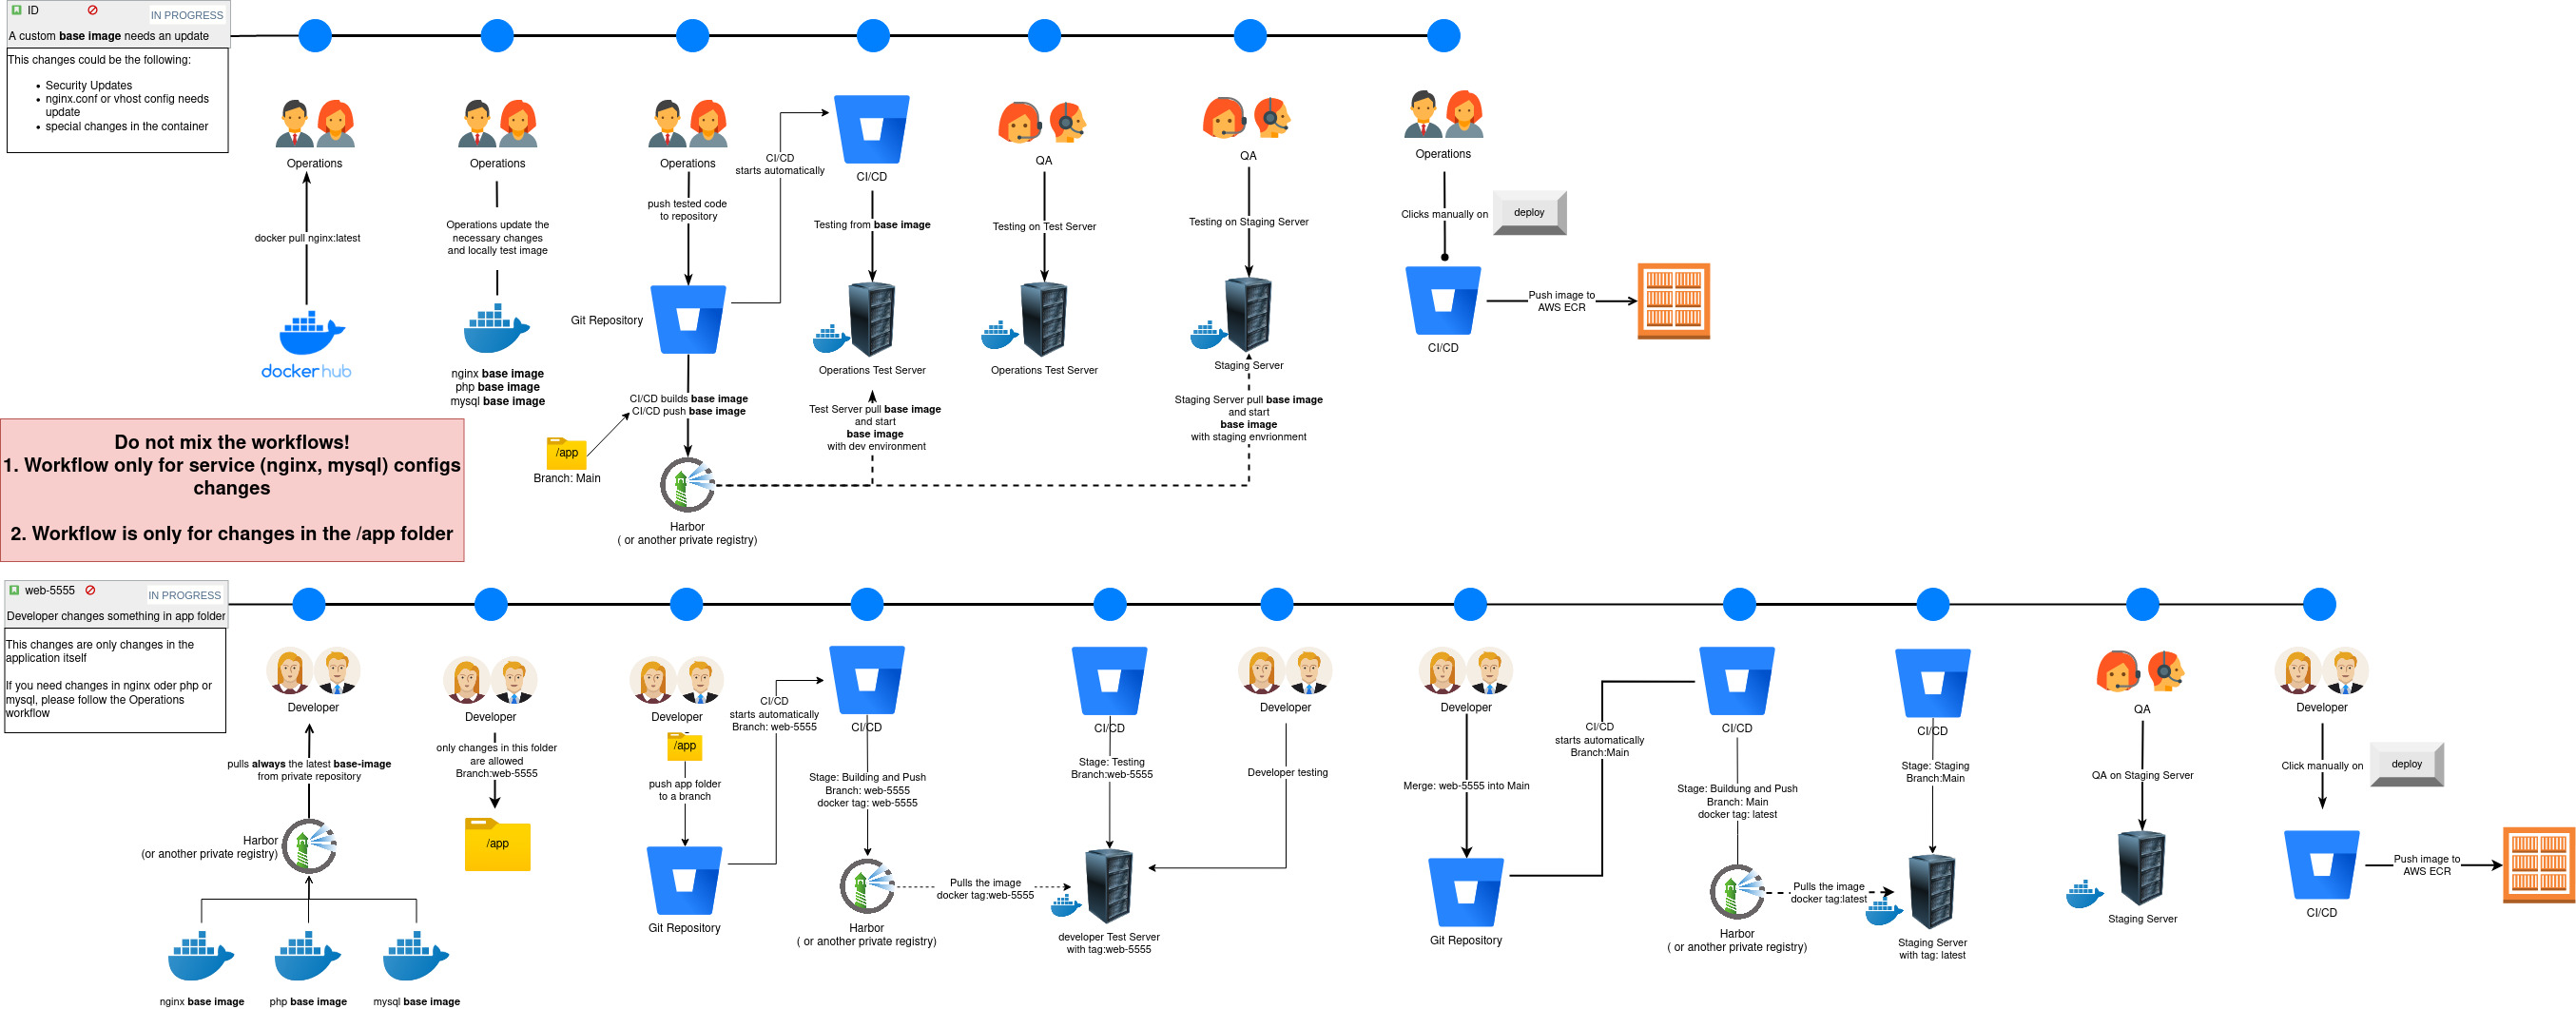 ID
IN PROGRESS
A custom base image needs an update
This changes could be the following:
Security Updates
nginx.conf or vhost config needs
update
special changes in the container
Operations
docker pull nginx:latest
dockerhub
Operations
Operations update the
necessary changes
and locally test image
nginx base image
php base image
mysql base image
Operations
push tested code
to repository
Git Repository
CI/CD builds base image
CI/CD push base image
/app
Branch: Main
Harbor
( or another private registry)
CI/CD
starts automatically
CI/CD
Testing from base image
Operations Test Server
Test Server pull base image
and start
base image
with dev environment
QA
Testing on Test Server
Operations Test Server
QA
Testing on Staging Server
Staging Server
Staging Server pull base image
and start
base image
with staging envrionment
Operations
Clicks manually on
deploy
CI/CD
Push image to
AWS ECR
Do not mix the workflows!
1. Workflow only for service (nginx, mysql) configs
changes
2. Workflow is only for changes in the /app folder
web-5555
IN PROGRESS
Developer changes something in app folder
This changes are only changes in the
application itself
If you need changes in nginx oder php or
mysql, please follow the Operations
workflow
Developer
pulls always the latest base-image
from private repository
Harbor
(or another private registry)
nginx base image
php base image
mysql base image
Developer
only changes in this folder
are allowed
Branch:web-5555
/app
Developer
/app
push app folder
to a branch
Git Repository
CI/CD
starts automatically
Branch: web-5555
CI/CD
Stage: Building and Push
Branch: web-5555
docker tag: web-5555
Harbor
( or another private registry)
Pulls the image
docker tag:web-5555
CI/CD
Stage: Testing
Branch:web-5555
developer Test Server
with tag:web-5555
Developer
Developer testing
Developer
Merge: web-5555 into Main
Git Repository
CI/CD
starts automatically
Branch:Main
CI/CD
Stage: Buildung and Push
Branch: Main
docker tag: latest
Harbor
( or another private registry)
Pulls the image
docker tag:latest
CI/CD
Stage: Staging
Branch:Main
Staging Server
with tag: latest
QA
QA on Staging Server
Staging Server
Developer
Click manually on
deploy
CI/CD
Push image to
AWS ECR